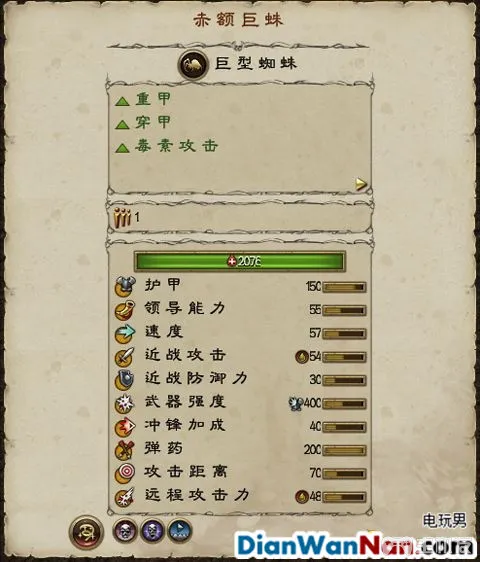 赤额巨蛛
巨型蜘蛛
重甲
穿甲
毒素攻击
1
2076
护甲 150
领导能力 55
速度 57
近战攻击 54
近战防御力 30
武器强度 400
冲锋加成 40
弹药 200
攻击距离 70
远程攻击力 48
电玩男
DianWanNan.com